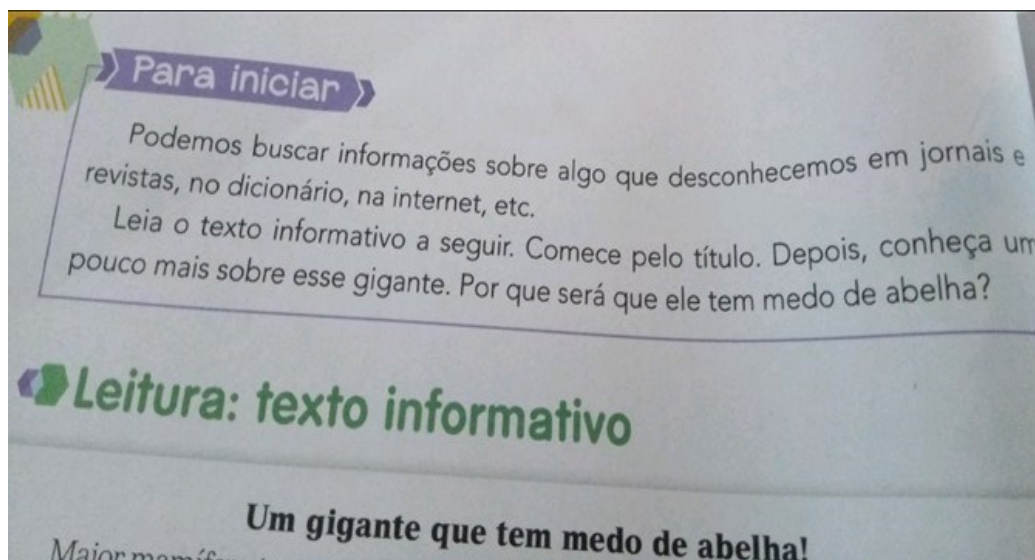 Para iniciar
Podemos buscar informações sobre algo que desconhecemos em jornais e
revistas, no dicionário, na internet, etc.
Leia o texto informativo a seguir. Comece pelo título. Depois, conheça um
pouco mais sobre esse gigante. Por que será que ele tem medo de abelha?
Leitura: texto informativo
Um gigante que tem medo de abelha!
Maior